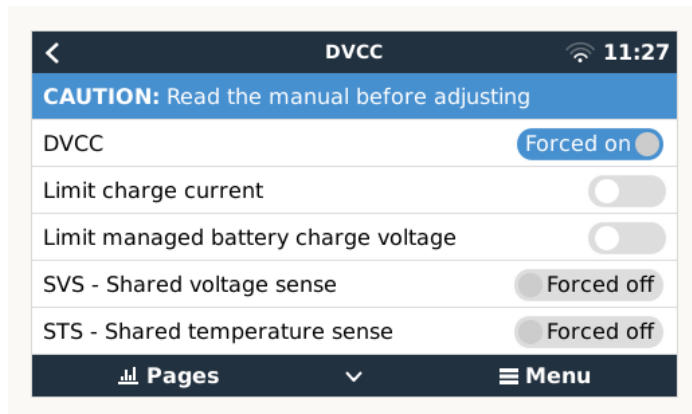 DVCC 11:27
CAUTION: Read the manual before adjusting
DVCC Forced on
Limit charge current
Limit managed battery charge voltage
SVS - Shared voltage sense Forced off
STS - Shared temperature sense Forced off
Pages Menu